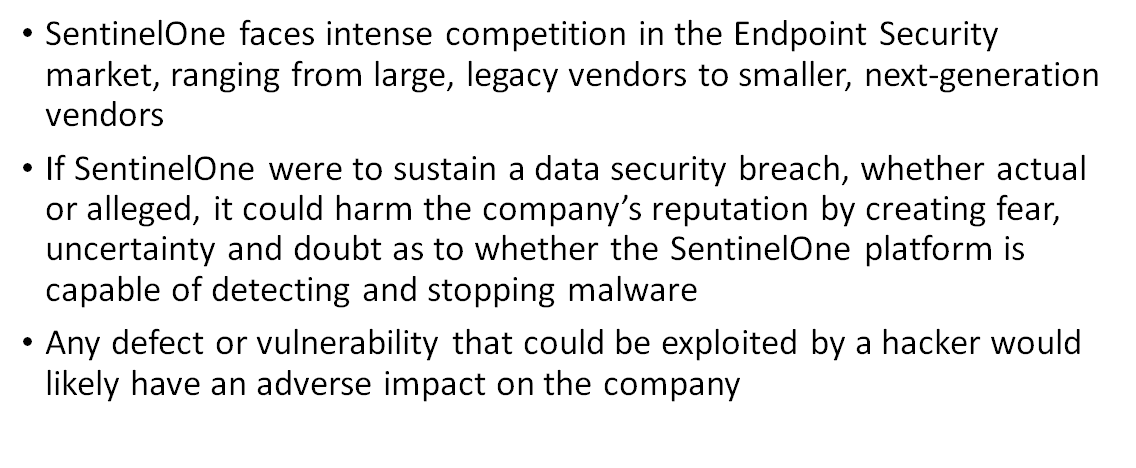 • SentinelOne faces intense competition in the Endpoint Security
market, ranging from large, legacy vendors to smaller, next-generation
vendors
• If SentinelOne were to sustain a data security breach, whether actual
or alleged, it could harm the company’s reputation by creating fear,
uncertainty and doubt as to whether the SentinelOne platform is
capable of detecting and stopping malware
• Any defect or vulnerability that could be exploited by a hacker would
likely have an adverse impact on the company